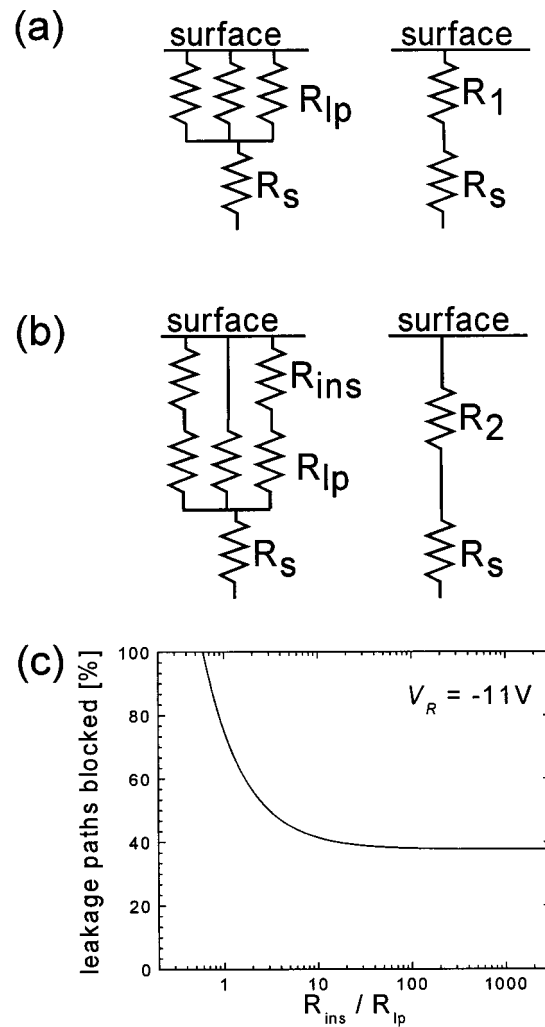 (a)
surface
surface
R_lp
R_1
R_s
R_s
(b)
surface
surface
R_ins
R_2
R_lp
R_s
R_s
(c)
leakage paths blocked [%]
100
80
60
40
20
0
V_R = -11V
1
10
100
1000
R_ins / R_lp